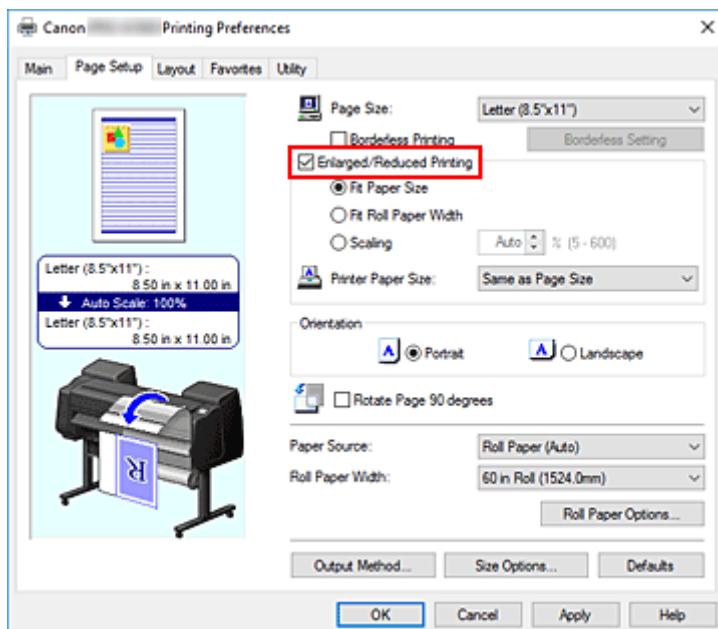 Canon Printing Preferences
Main Page Setup Layout Favorites Utility
Page Size: Letter (8.5"x11")
Borderless Printing Borderless Setting
Enlarged/Reduced Printing
Fit Paper Size
Fit Roll Paper Width
Scaling Auto % (5 - 600)
Printer Paper Size: Same as Page Size
Letter (8.5"x11") :
8.50 in x 11.00 in
Auto Scale: 100%
Letter (8.5"x11") :
8.50 in x 11.00 in
Orientation
A Portrait A Landscape
Rotate Page 90 degrees
R
Paper Source: Roll Paper (Auto)
Roll Paper Width: 60 in Roll (1524.0mm)
Roll Paper Options...
Output Method... Size Options... Defaults
OK Cancel Apply Help